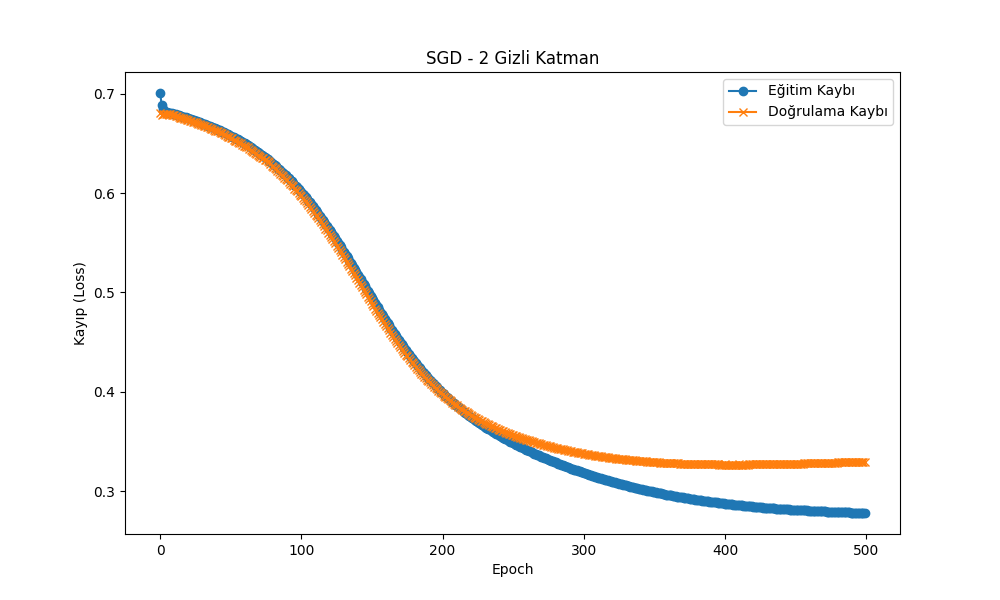 SGD - 2 Gizli Katman
Eğitim Kaybı
Doğrulama Kaybı
Kayıp (Loss)
0.7
0.6
0.5
0.4
0.3
0 100 200 300 400 500
Epoch